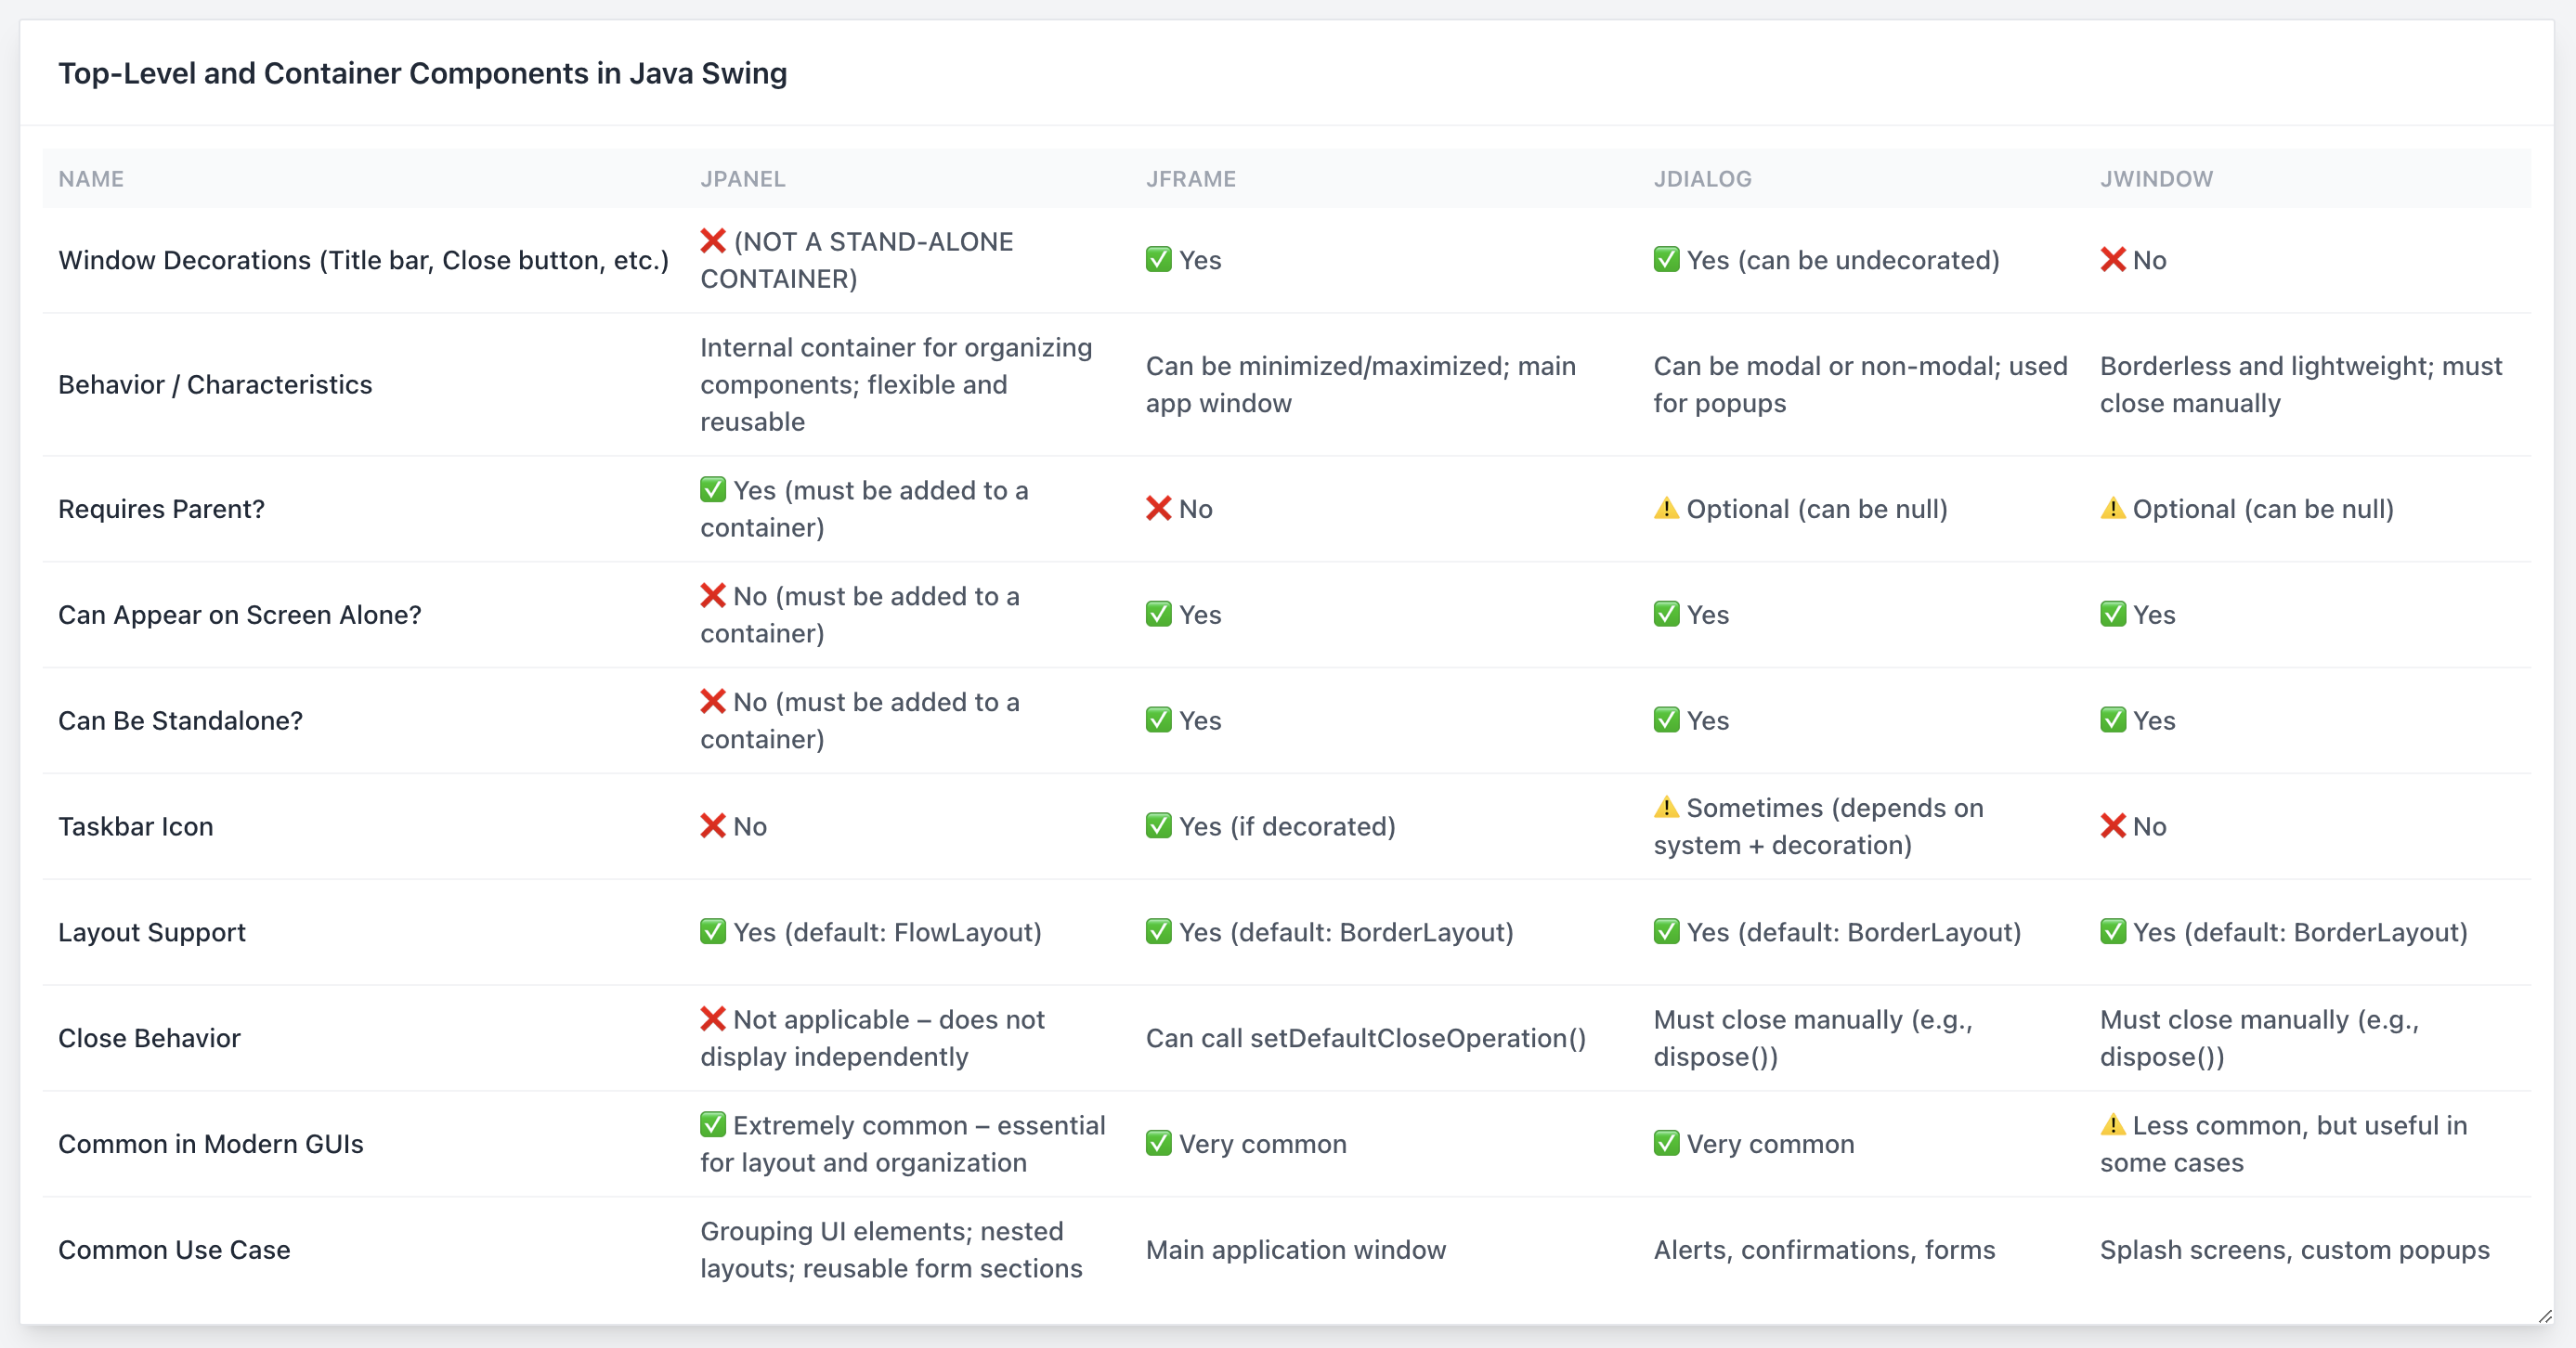 Top-Level and Container Components in Java Swing
NAME JPANEL JFRAME JDIALOG JWINDOW
Window Decorations (Title bar, Close button, etc.) ❌ (NOT A STAND-ALONE
CONTAINER) ✅ Yes ✅ Yes (can be undecorated) ❌ No
Behavior / Characteristics
Internal container for organizing
components; flexible and
reusable
Can be minimized/maximized; main
app window
Can be modal or non-modal; used
for popups
Borderless and lightweight; must
close manually
Requires Parent?
✅ Yes (must be added to a
container)
❌ No
⚠️ Optional (can be null)
⚠️ Optional (can be null)
Can Appear on Screen Alone?
❌ No (must be added to a
container)
✅ Yes
✅ Yes
✅ Yes
Can Be Standalone?
❌ No (must be added to a
container)
✅ Yes
✅ Yes
✅ Yes
Taskbar Icon
❌ No
✅ Yes (if decorated)
⚠️ Sometimes (depends on
system + decoration)
❌ No
Layout Support
✅ Yes (default: FlowLayout)
✅ Yes (default: BorderLayout)
✅ Yes (default: BorderLayout)
✅ Yes (default: BorderLayout)
Close Behavior
❌ Not applicable – does not
display independently
Can call setDefaultCloseOperation()
Must close manually (e.g.,
dispose())
Must close manually (e.g.,
dispose())
Common in Modern GUIs
✅ Extremely common – essential
for layout and organization
✅ Very common
✅ Very common
⚠️ Less common, but useful in
some cases
Common Use Case
Grouping UI elements; nested
layouts; reusable form sections
Main application window
Alerts, confirmations, forms
Splash screens, custom popups